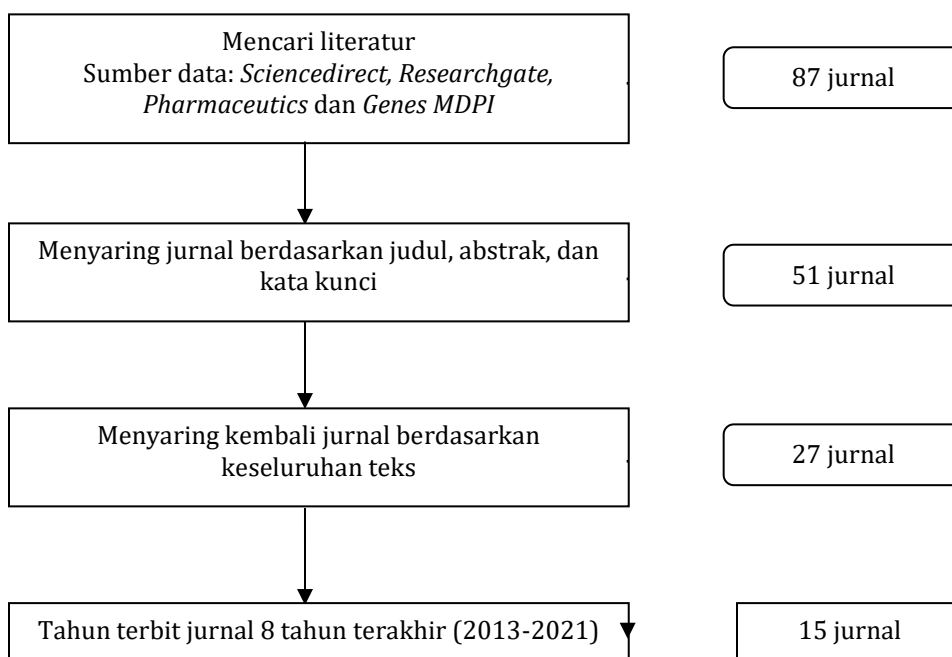 Mencari literatur
Sumber data: Sciencedirect, Researchgate,
Pharmaceutics dan Genes MDPI
87 jurnal
Menyaring jurnal berdasarkan judul, abstrak, dan
kata kunci
51 jurnal
Menyaring kembali jurnal berdasarkan
keseluruhan teks
27 jurnal
Tahun terbit jurnal 8 tahun terakhir (2013-2021)
15 jurnal